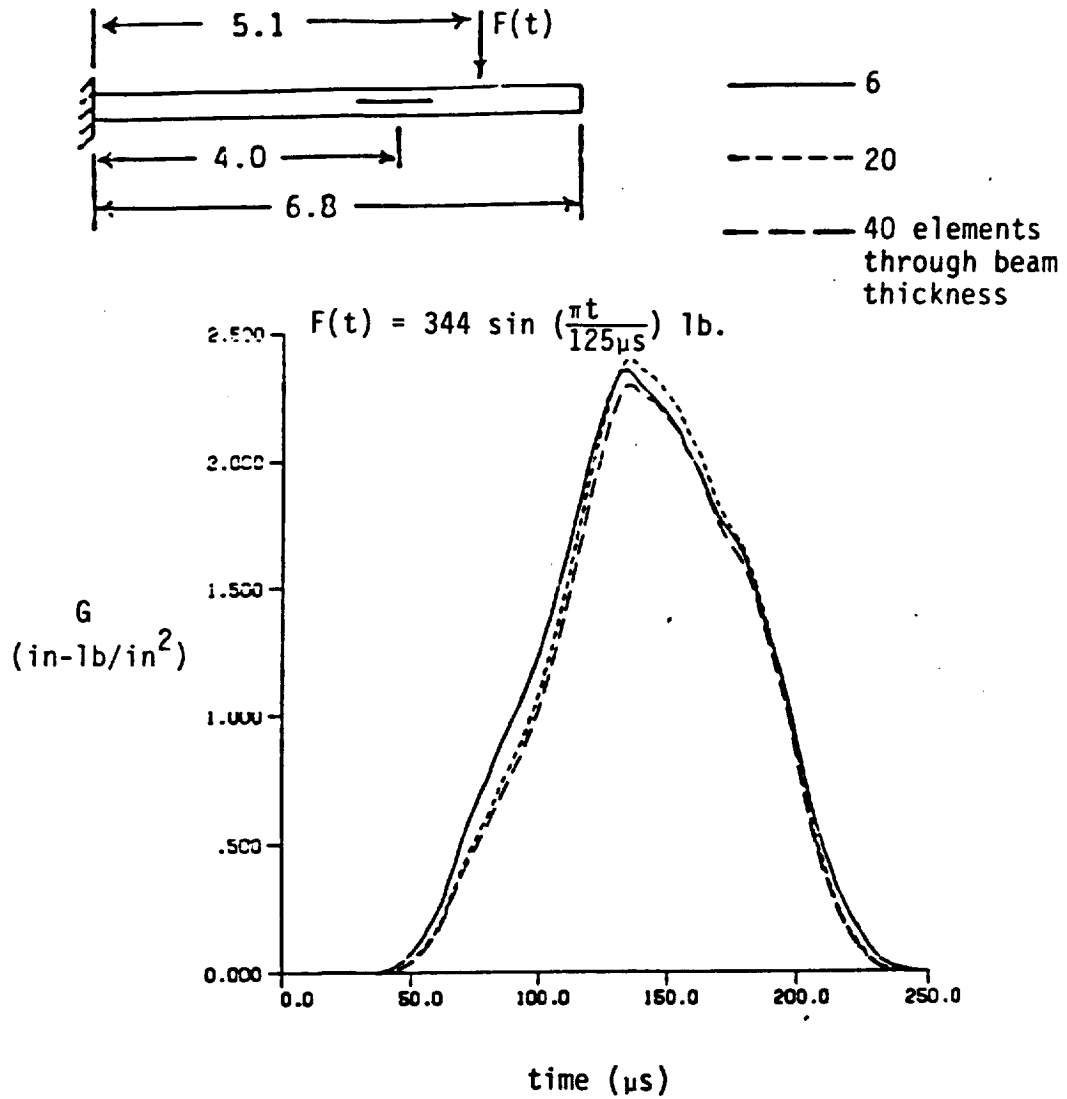 5.1
F(t)
4.0
6.8
6
20
40 elements
through beam
thickness
F(t) = 344 sin (πt/125μs) lb.
2.500
2.000
1.500
1.000
.500
0.000
G
(in-lb/in²)
0.0 50.0 100.0 150.0 200.0 250.0
time (μs)